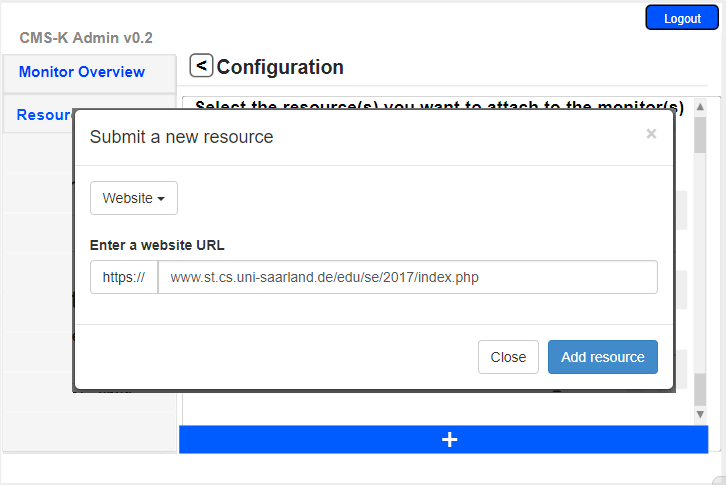 Logout
CMS-K Admin v0.2
Monitor Overview
< Configuration
Select the resource(s) you want to attach to the monitor(s)
Submit a new resource
×
Website
Enter a website URL
https://
www.st.cs.uni-saarland.de/edu/se/2017/index.php
Close
Add resource
+